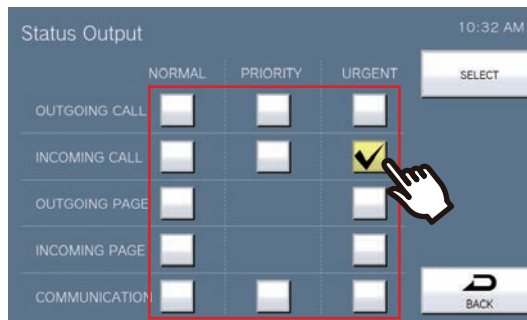 Status Output
10:32 AM
NORMAL PRIORITY URGENT
SELECT
OUTGOING CALL
INCOMING CALL
OUTGOING PAGE
INCOMING PAGE
COMMUNICATION
BACK